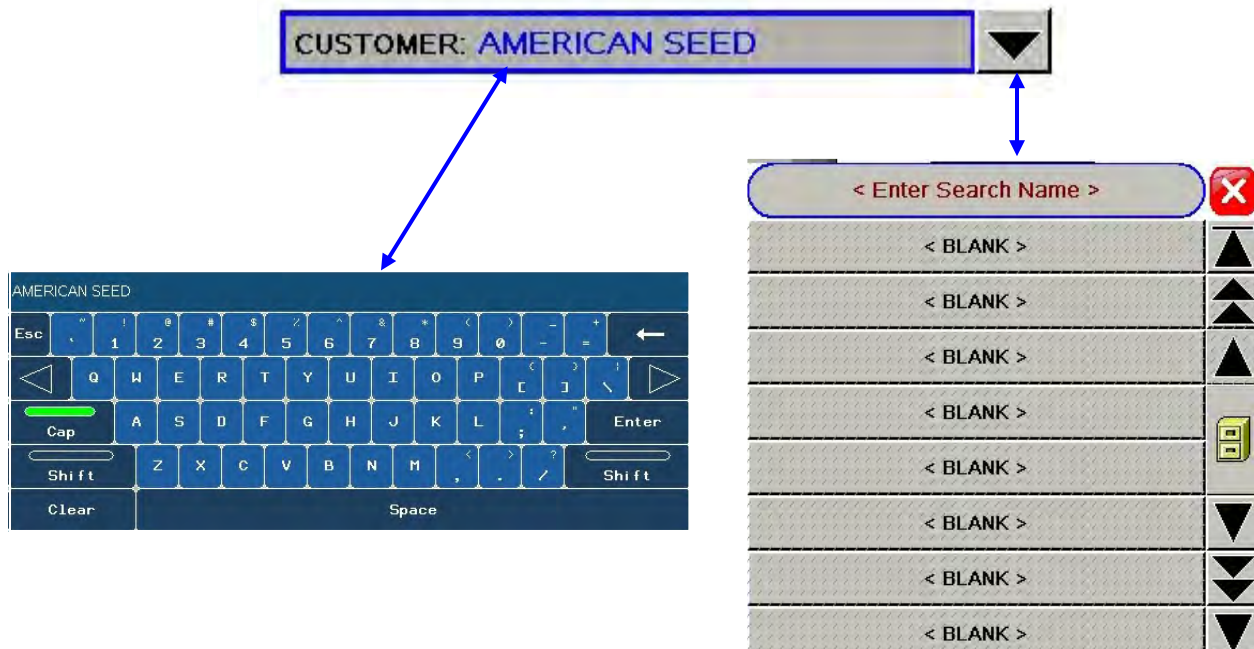 CUSTOMER: AMERICAN SEED
< Enter Search Name >
< BLANK >
< BLANK >
< BLANK >
< BLANK >
< BLANK >
< BLANK >
< BLANK >
< BLANK >
AMERICAN SEED
Esc ~ ` ! 1 @ 2 # 3 $ 4 % 5 ^ 6 & 7 * 8 ( 9 ) 0 _ - + = ←
Q W E R T Y U I O P { [ } ] | \
Cap A S D F G H J K L : ; " ' Enter
Shift Z X C V B N M < , > . ? / Shift
Clear Space